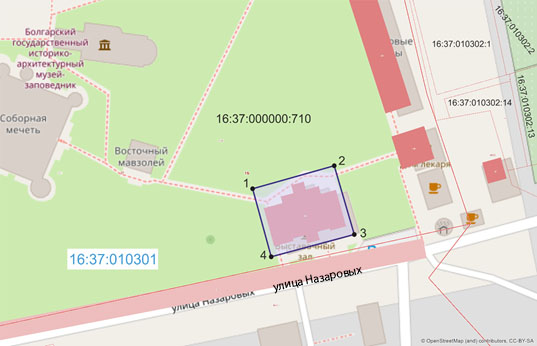 Болгарский
государственный
историко-
архитектурный
музей-
заповедник
16:37:010302:1
16:37:010302:2
16:37:010302:14
16:37:010302:13
16:37:000000:710
Соборная
мечеть
Восточный
мавзолей
лекаря
1
2
3
4
зал
16:37:010301
улица Назаровых
улица Назаровых
© OpenStreetMap (and) contributors, CC-BY-SA